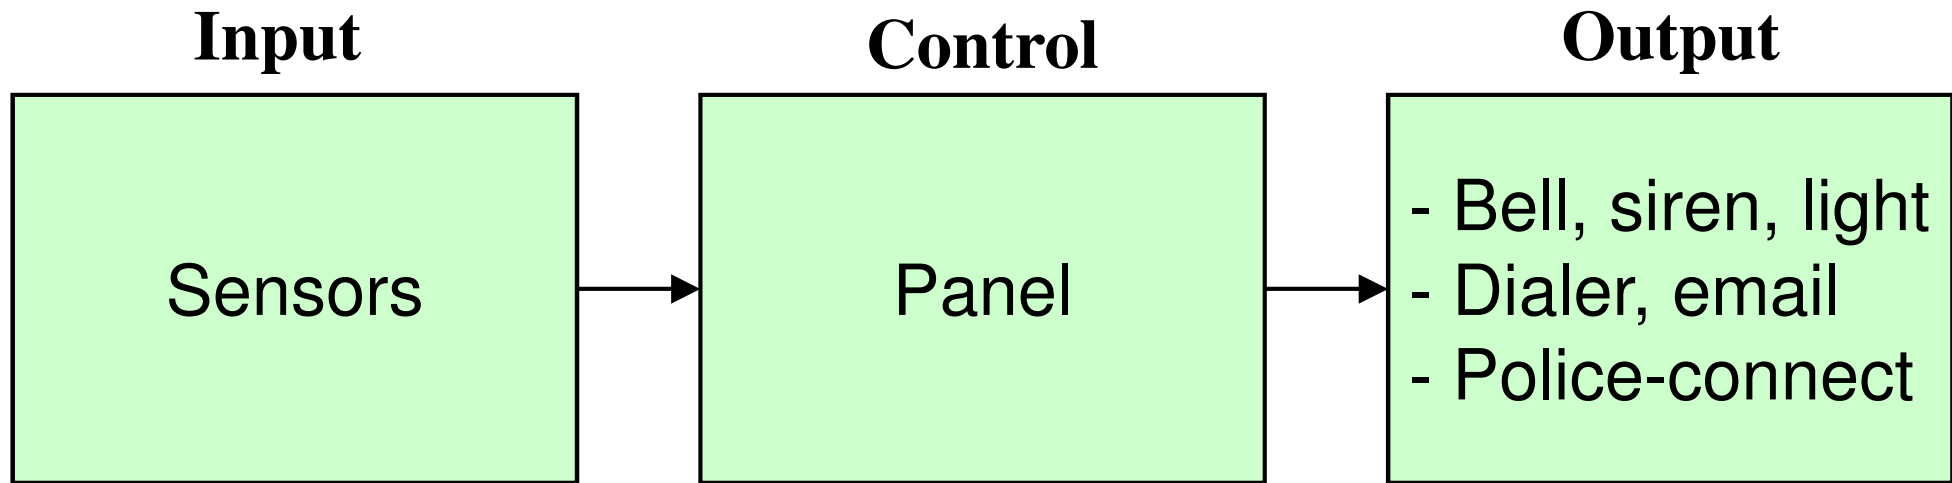 Input
Control
Output
Sensors
Panel
- Bell, siren, light
- Dialer, email
- Police-connect